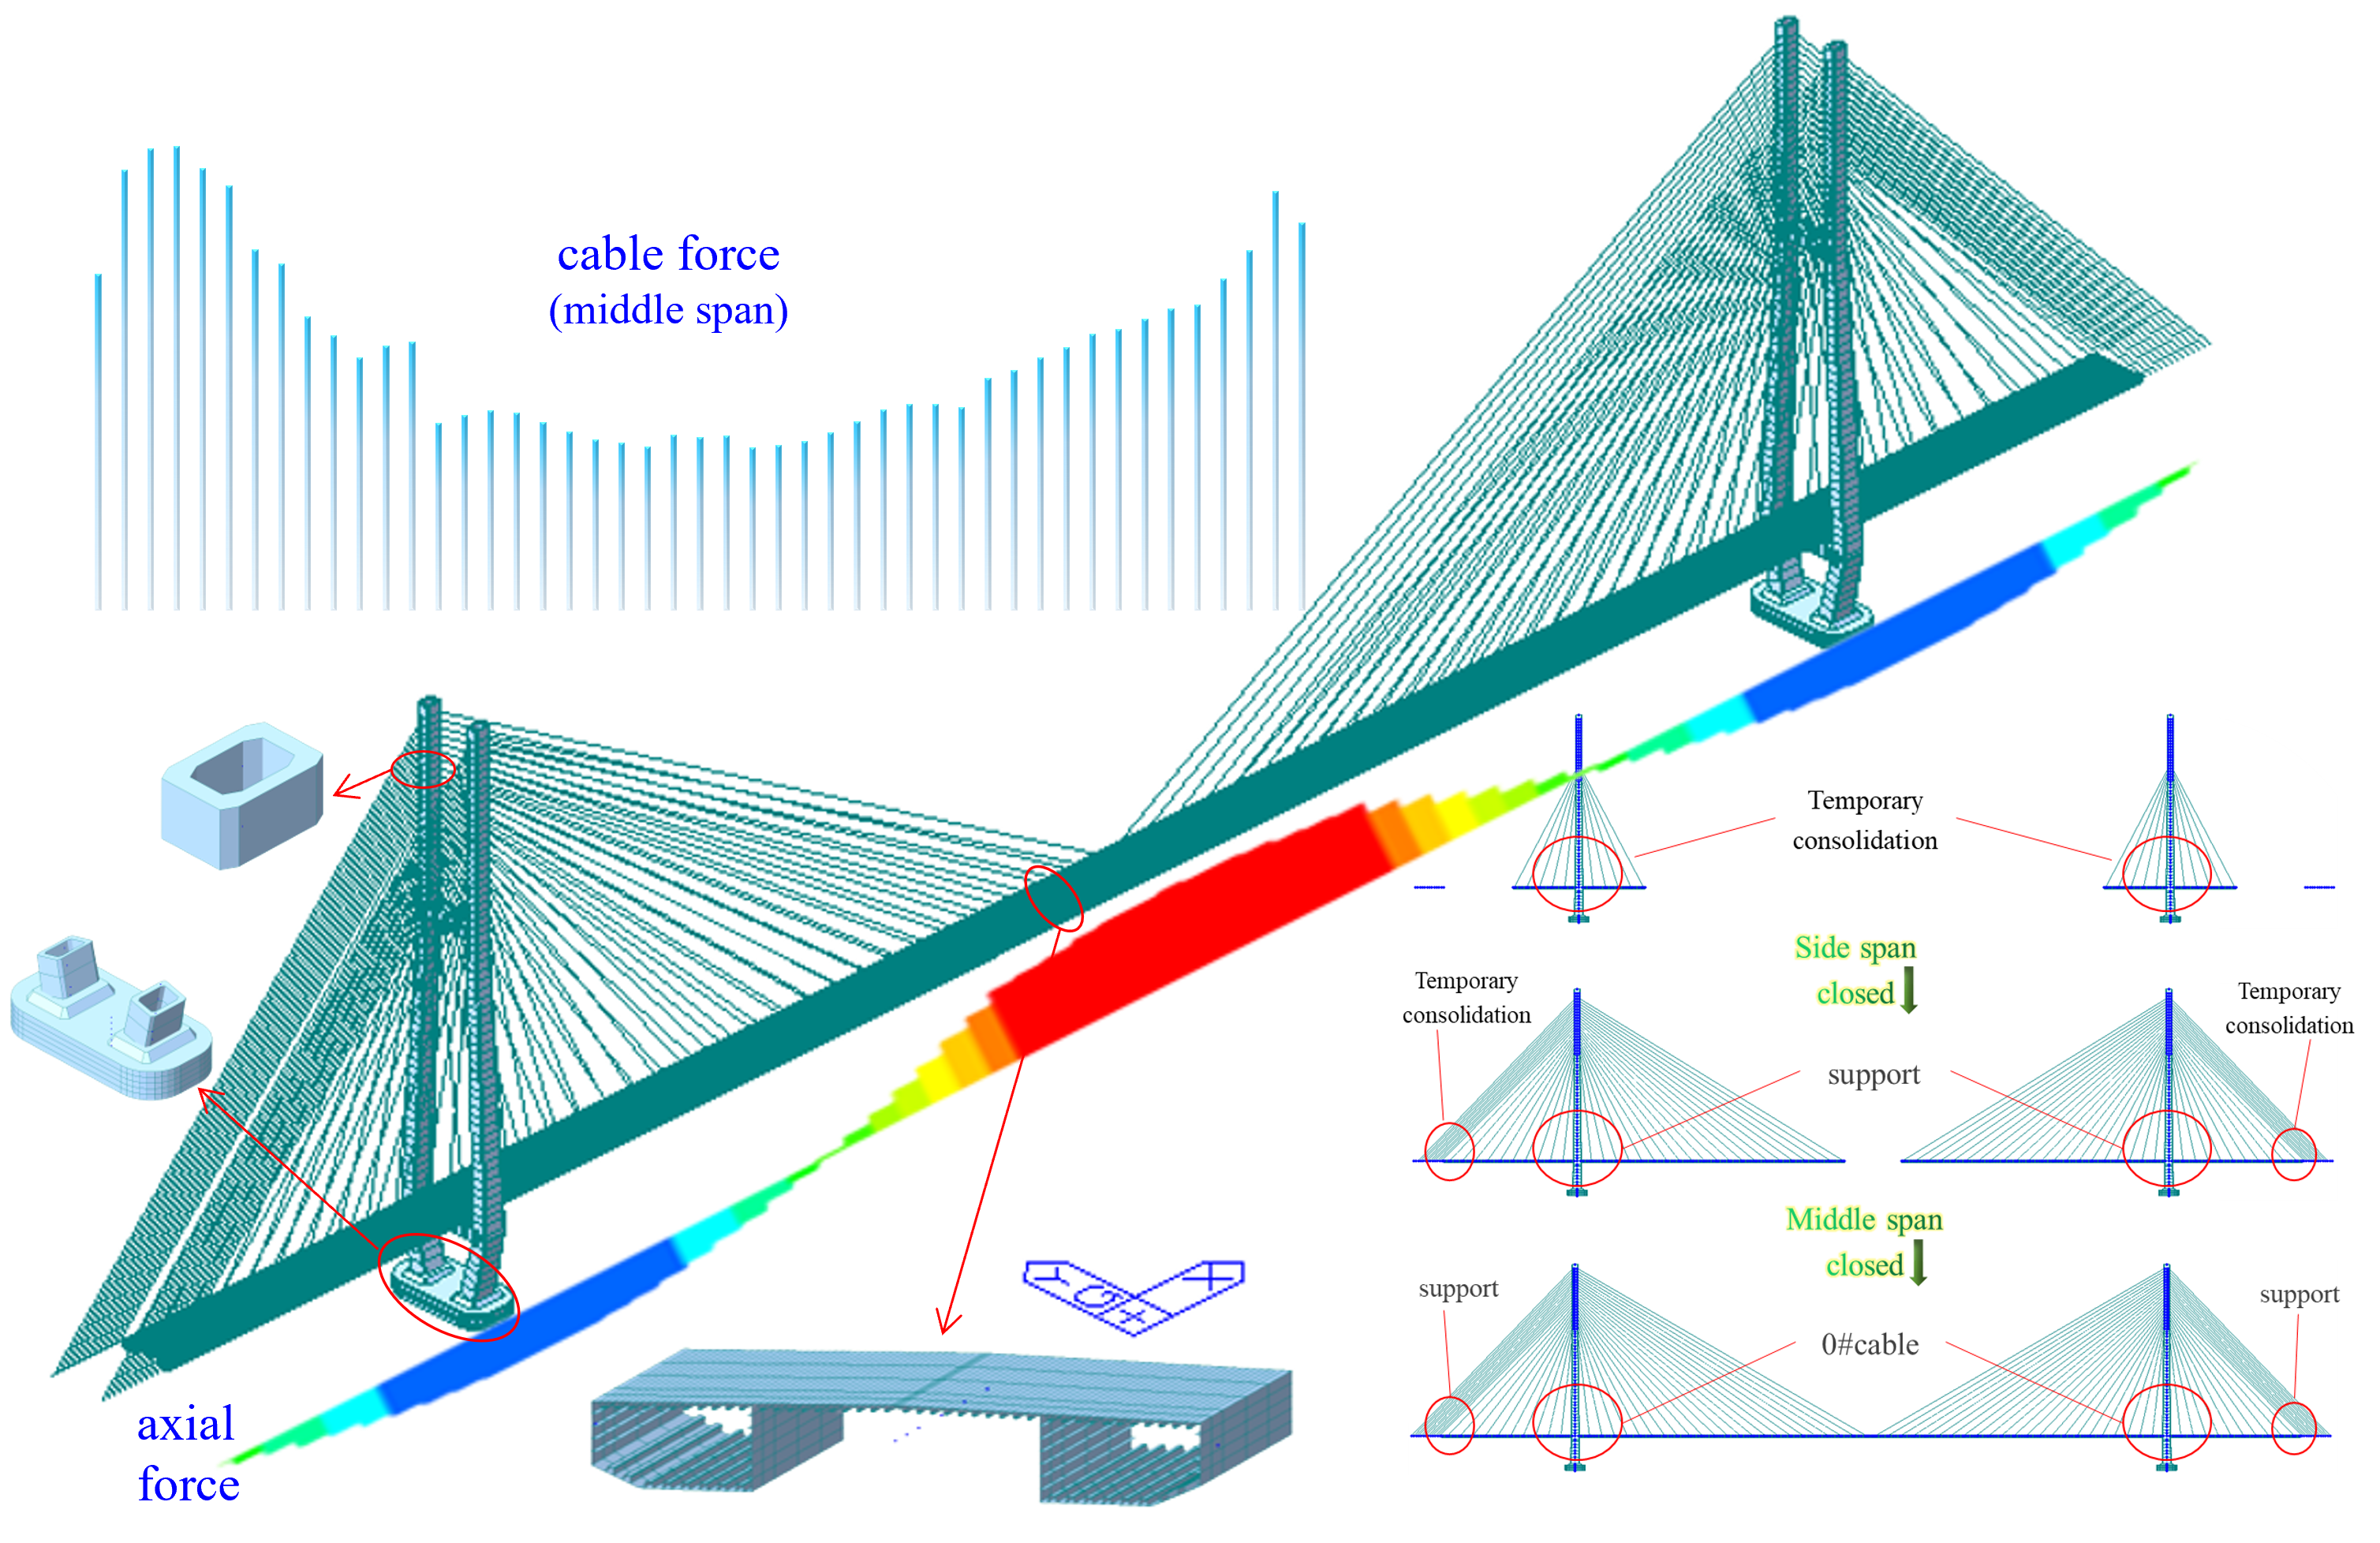 cable force
(middle span)
Temporary
consolidation
Side span
closed
Temporary
consolidation
Temporary
consolidation
support
Middle span
closed
support
support
0#cable
axial
force